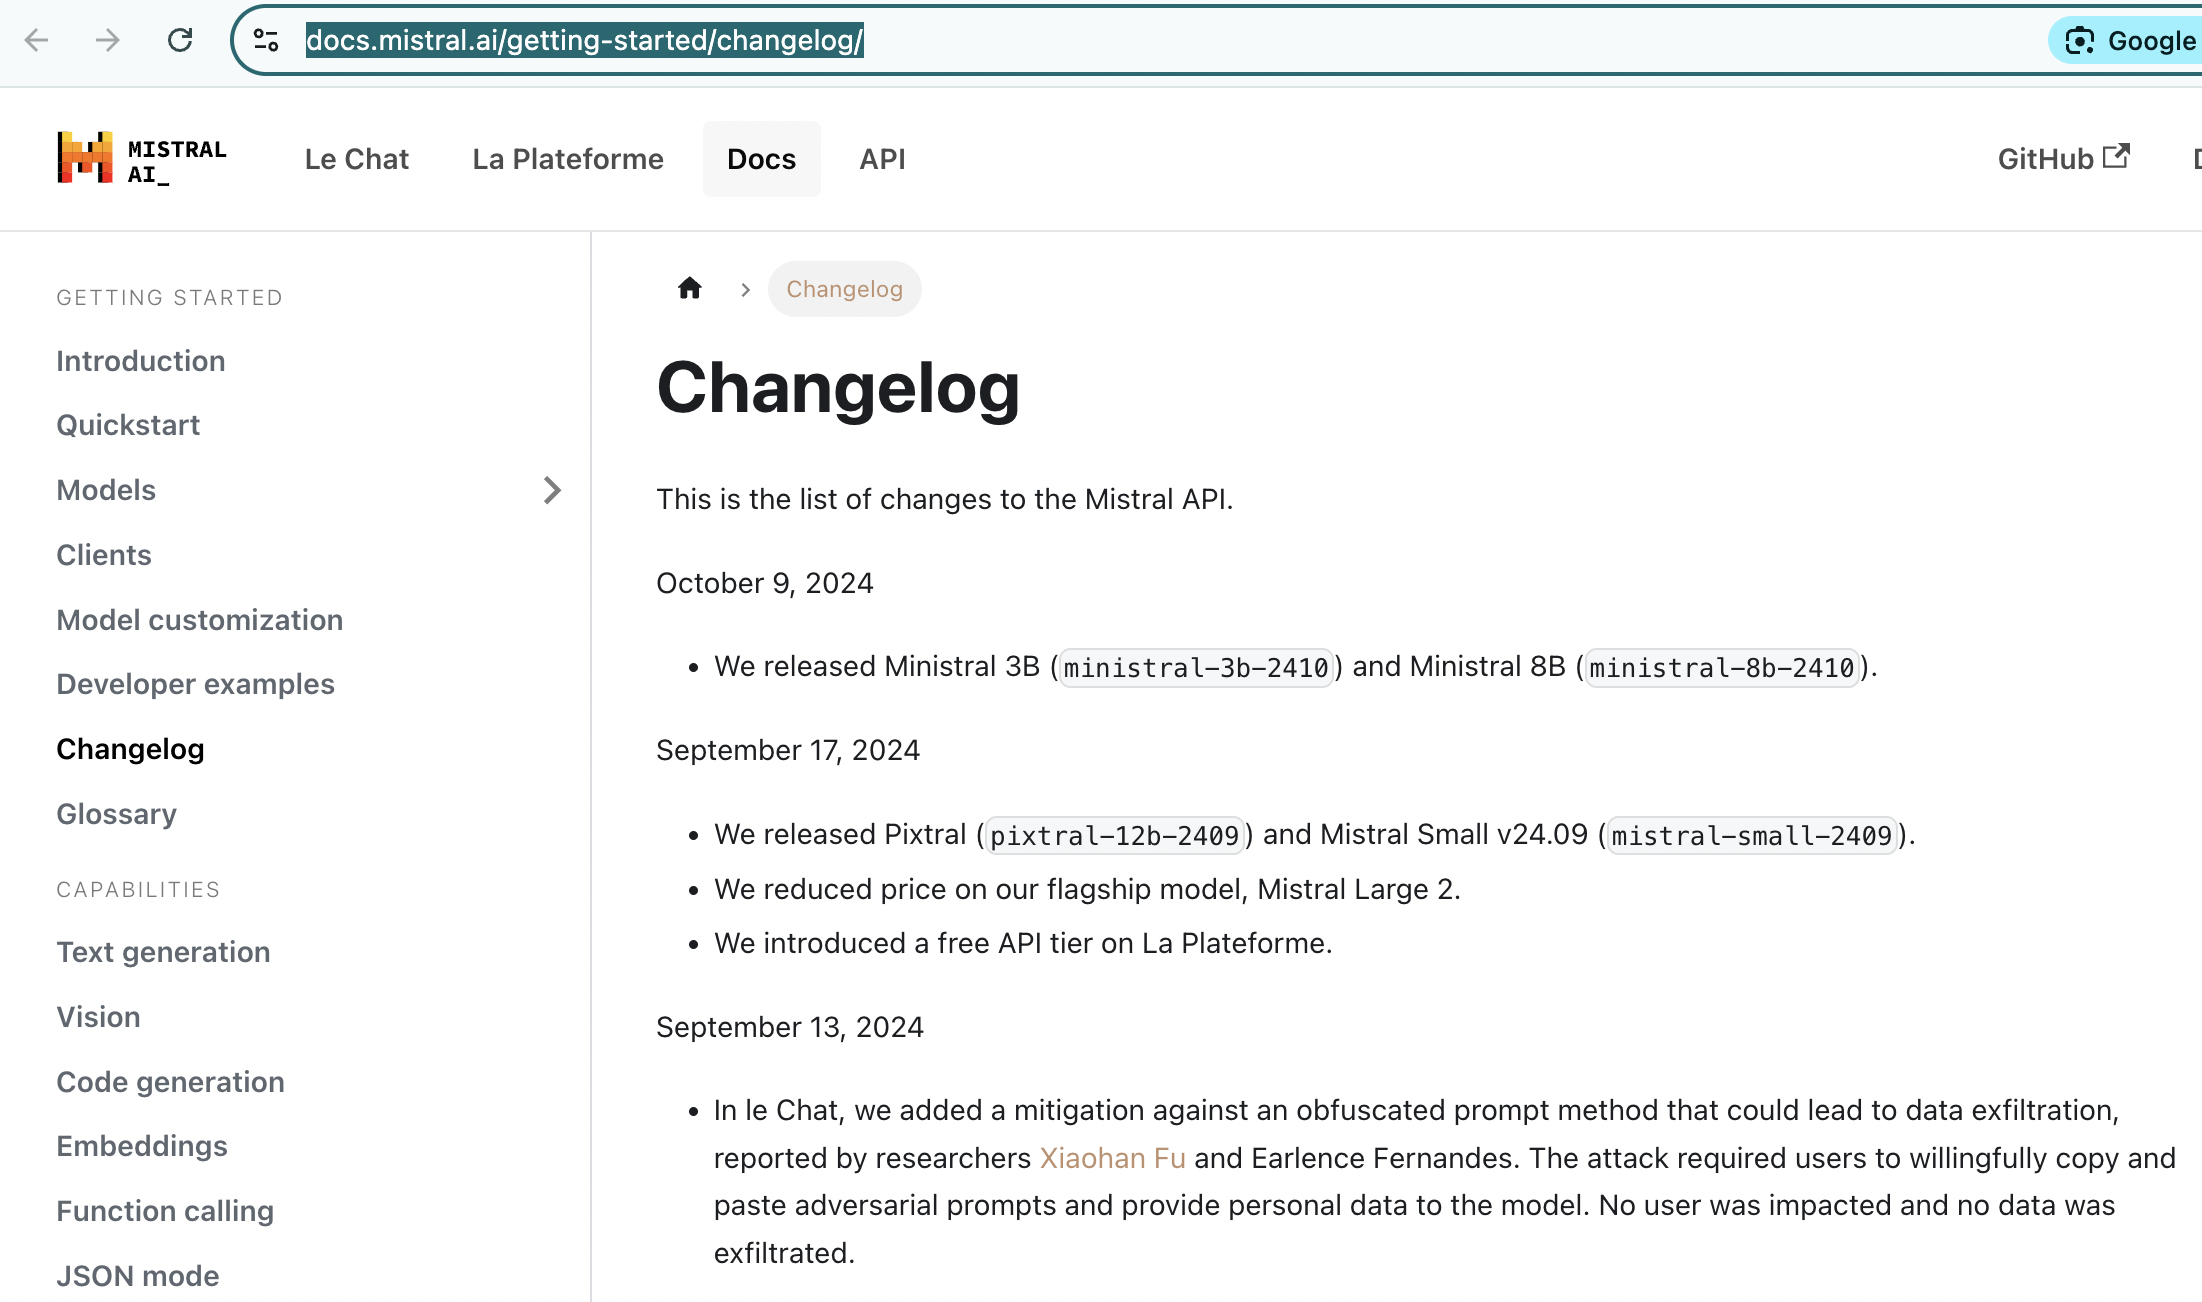 docs.mistral.ai/getting-started/changelog/
Google
MISTRAL
AI_
Le Chat
La Plateforme
Docs
API
GitHub
GETTING STARTED
Introduction
Quickstart
Models
Clients
Model customization
Developer examples
Changelog
Glossary
CAPABILITIES
Text generation
Vision
Code generation
Embeddings
Function calling
JSON mode
Changelog
Changelog
This is the list of changes to the Mistral API.
October 9, 2024
• We released Ministral 3B (ministral-3b-2410) and Ministral 8B (ministral-8b-2410).
September 17, 2024
• We released Pixtral (pixtral-12b-2409) and Mistral Small v24.09 (mistral-small-2409).
• We reduced price on our flagship model, Mistral Large 2.
• We introduced a free API tier on La Plateforme.
September 13, 2024
• In le Chat, we added a mitigation against an obfuscated prompt method that could lead to data exfiltration,
reported by researchers Xiaohan Fu and Earlence Fernandes. The attack required users to willingfully copy and
paste adversarial prompts and provide personal data to the model. No user was impacted and no data was
exfiltrated.